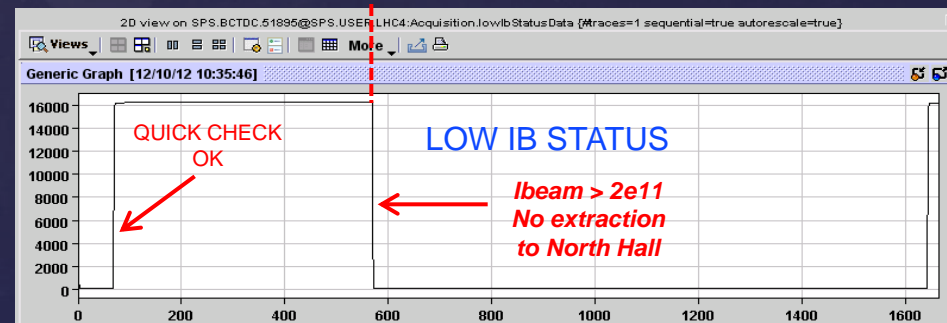 2D view on SPS.BCTDC.51895@SPS.USER.LHC4:Acquisition.lowIbStatusData {#traces=1 sequential=true autorescale=true}
Views More
Generic Graph [12/10/12 10:35:46]
16000
14000
12000
10000
8000
6000
4000
2000
0
QUICK CHECK
OK
LOW IB STATUS
Ibeam > 2e11
No extraction
to North Hall
0 200 400 600 800 1000 1200 1400 1600